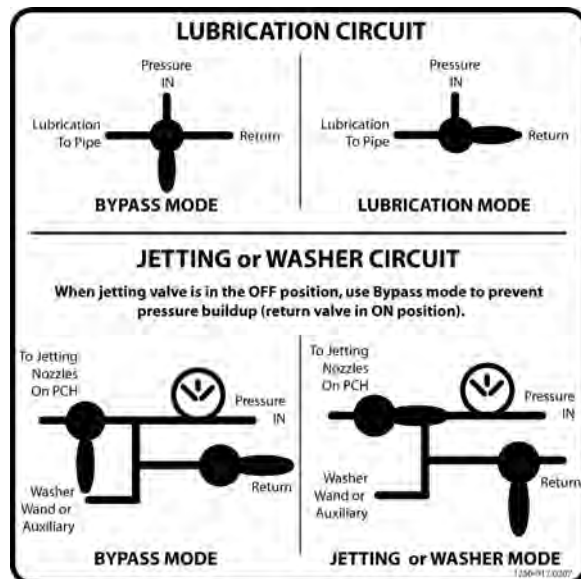 LUBRICATION CIRCUIT
Pressure
IN
Lubrication
To Pipe
Return
BYPASS MODE
Pressure
IN
Lubrication
To Pipe
Return
LUBRICATION MODE
JETTING or WASHER CIRCUIT
When jetting valve is in the OFF position, use Bypass mode to prevent
pressure buildup (return valve in ON position).
To Jetting
Nozzles
On PCH
Pressure
IN
Washer
Wand or
Auxiliary
Return
BYPASS MODE
To Jetting
Nozzles
On PCH
Pressure
IN
Washer
Wand or
Auxiliary
Return
JETTING or WASHER MODE